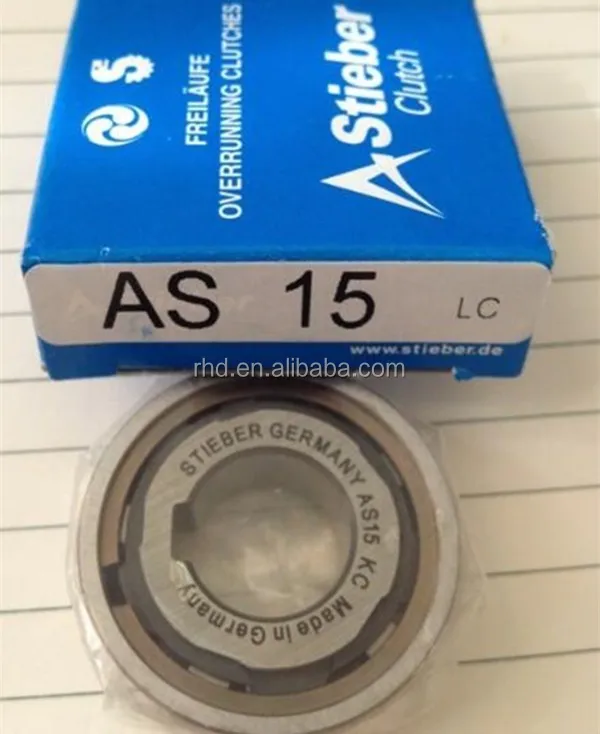 FREILÄUFE
OVERRUNNING CLUTCHES
Stieber
Clutch
AS 15 LC
www.stieber.de
rhd.en.alibaba.com
STIEBER GERMANY AS15 KC Made in Germany